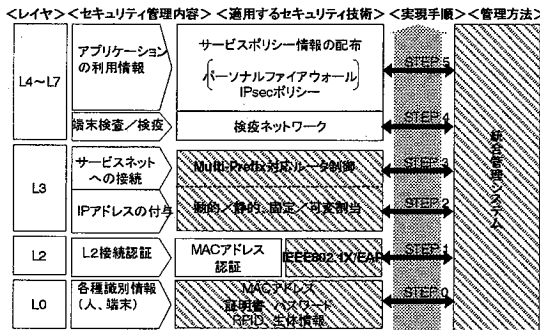 ＜レイヤ＞＜セキュリティ管理内容＞＜適用するセキュリティ技術＞＜実現手順＞＜管理方法＞
L4～L7
アプリケーション
の利用情報
サービスポリシー情報の配布
パーソナルファイアウォール
IPsecポリシー
STEP 5
端末検査／検疫
検疫ネットワーク
STEP 4
L3
サービスネット
への接続
Multi-Prefix対応ルータ制御
STEP 3
IPアドレスの付与
動的／静的、固定／可変割当
STEP 2
L2
L2接続認証
MACアドレス
認証
IEEE802.1X/EAP
STEP 1
L0
各種識別情報
（人、端末）
MACアドレス
証明書、パスワード
RFID、生体情報
STEP 0
統合管理システム